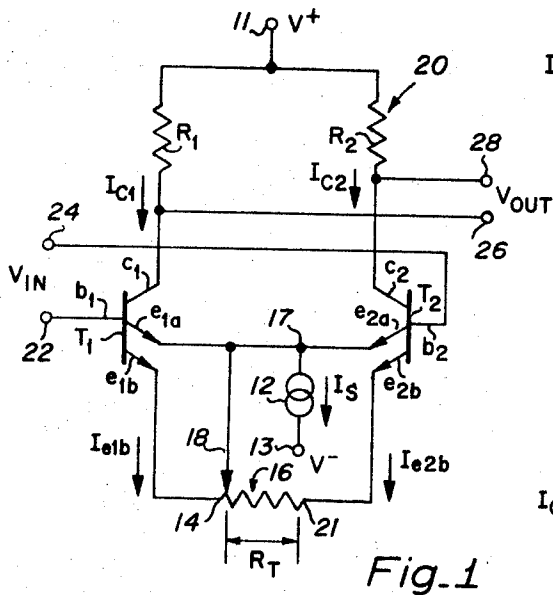 11 V+
I
20
R1
R2
28
IC1
IC2
VOUT
24
26
VIN
c1
c2
b1
e1a
17
e2a
T2
T1
b2
22
e1b
12
IS
e2b
13
V-
Ie1b
18
16
Ie2b
14
21
RT
I
Fig_1